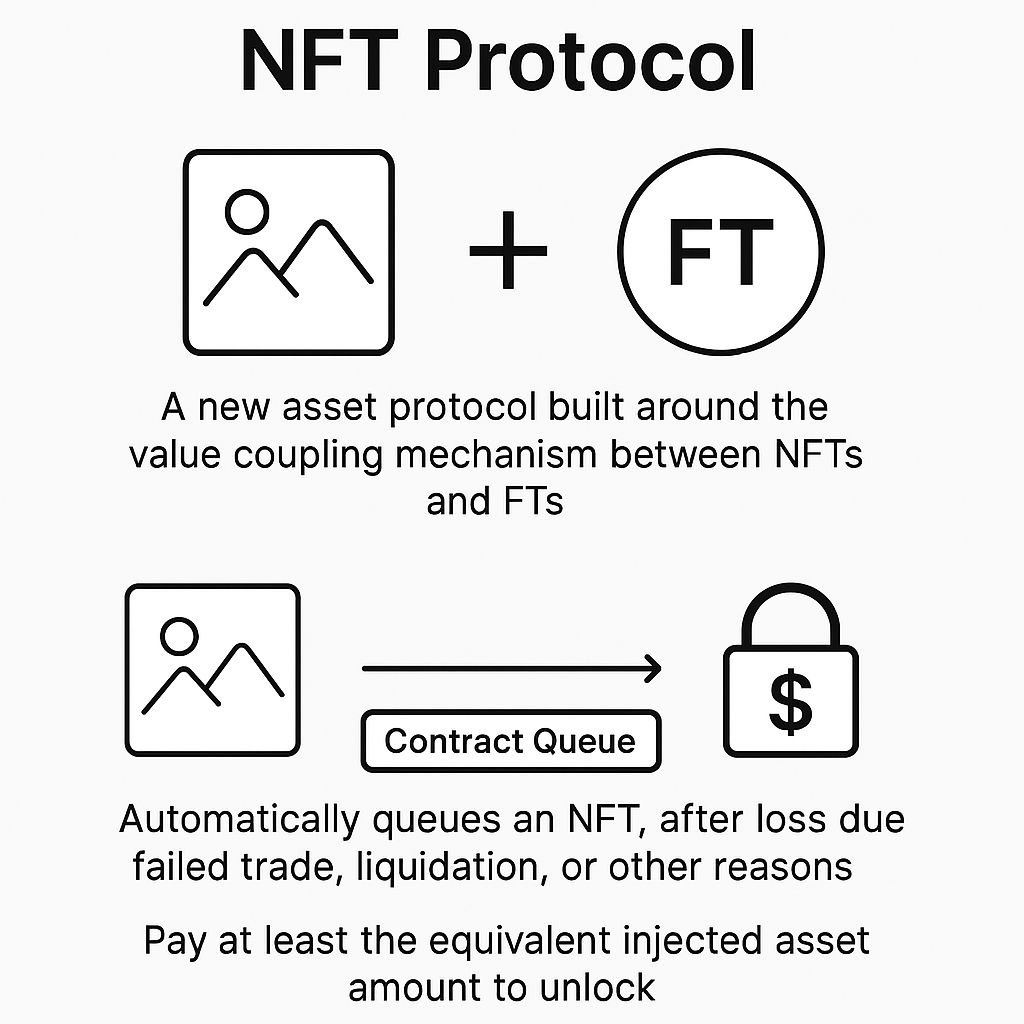 NFT Protocol
FT
A new asset protocol built around the
value coupling mechanism between NFTs
and FTs
$
Contract Queue
Automatically queues an NFT, after loss due
failed trade, liquidation, or other reasons
Pay at least the equivalent injected asset
amount to unlock